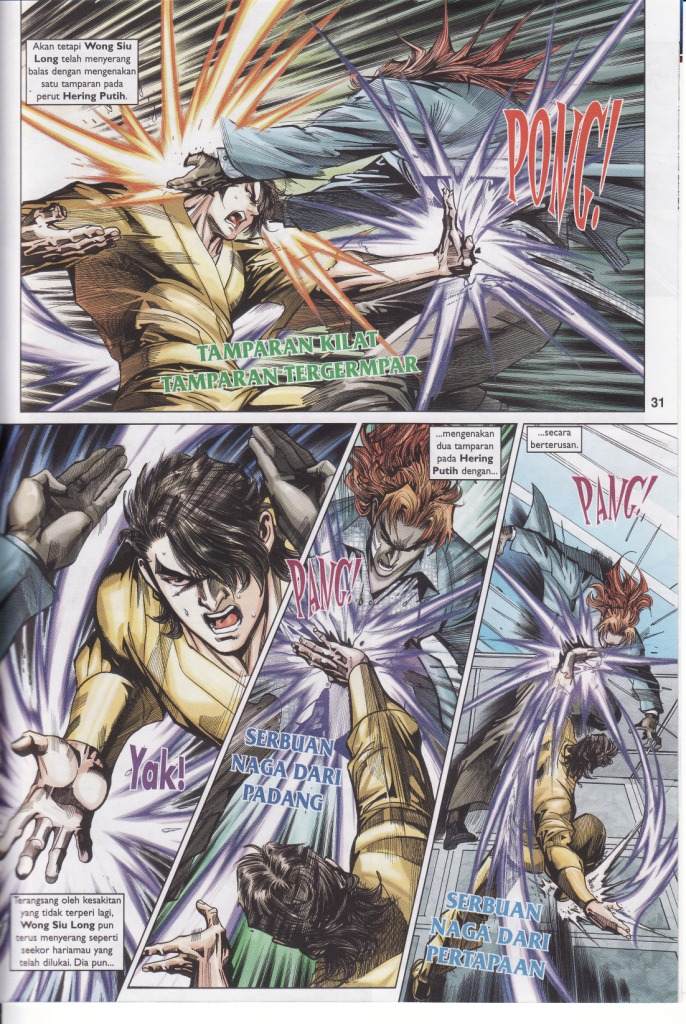 Akan tetapi Wong Siu
Long telah menyerang
balas dengan mengenakan
satu tamparan pada
perut Hering Putih.
PONG!
TAMPARAN KILAT
TAMPARAN TERGERMPAR
31
Yak!
Terangsang oleh kesakitan
yang tidak terperi lagi,
Wong Siu Long pun
terus menyerang seperti
seekor hariamau yang
telah dilukai. Dia pun...
...mengenakan
dua tamparan
pada Hering
Putih dengan...
PANG!
SERBUAN
NAGA DARI
PADANG
...secara
berterusan.
PANG!
SERBUAN
NAGA DARI
PERTAPAAN